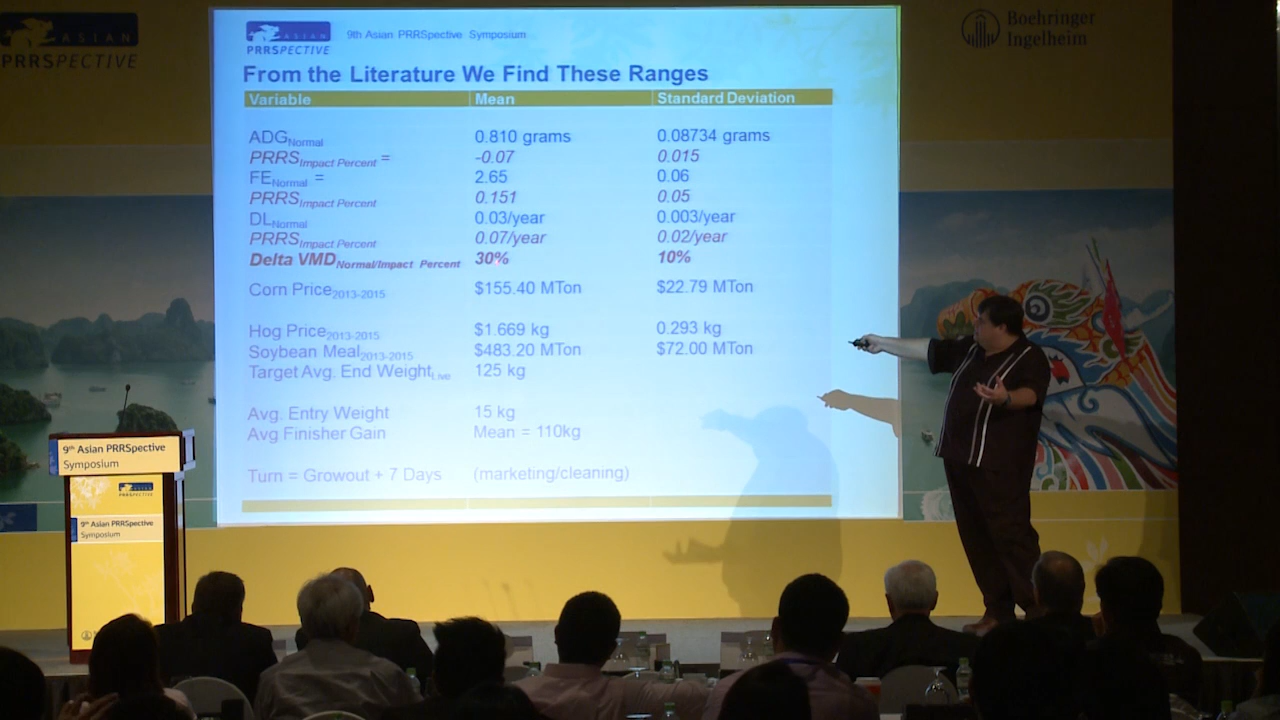 ASIAN
PRRSPECTIVE
Boehringer
Ingelheim
ASIAN
PRRSPECTIVE
9th Asian PRRSpective Symposium
From the Literature We Find These Ranges
Variable Mean Standard Deviation
ADGNormal 0.810 grams 0.08734 grams
PRRSImpact Percent = -0.07 0.015
FENormal = 2.65 0.06
PRRSImpact Percent 0.151 0.05
DLNormal 0.03/year 0.003/year
PRRSImpact Percent 0.07/year 0.02/year
Delta VMDNormal/Impact Percent 30% 10%
Corn Price2013-2015 $155.40 MTon $22.79 MTon
Hog Price2013-2015 $1.669 kg 0.293 kg
Soybean Meal2013-2015 $483.20 MTon $72.00 MTon
Target Avg. End WeightLive 125 kg
Avg. Entry Weight 15 kg
Avg Finisher Gain Mean = 110kg
Turn = Growout + 7 Days (marketing/cleaning)
9th Asian PRRSpective
Symposium
PRRSPECTIVE
9th Asian PRRSpective
Symposium